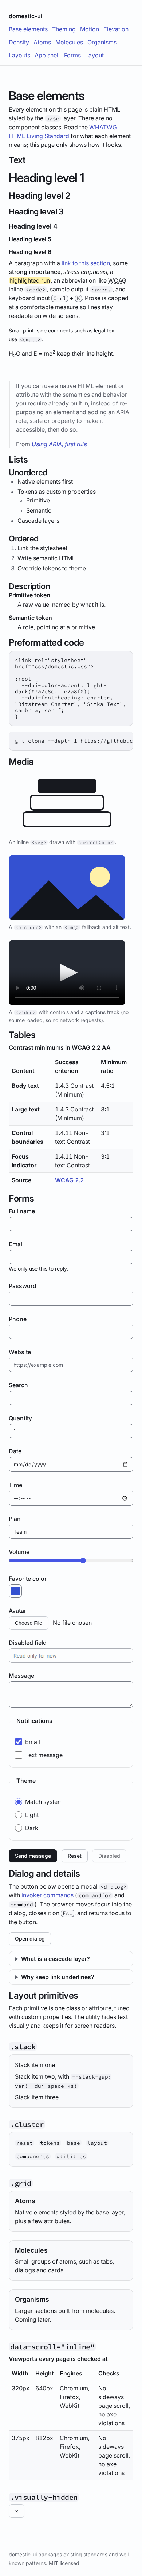 domestic-ui
Base elements Theming Motion Elevation
Density Atoms Molecules Organisms
Layouts App shell Forms Layout
Base elements
Every element on this page is plain HTML
styled by the base layer. There are no
components classes. Read the WHATWG
HTML Living Standard for what each element
means; this page only shows how it looks.
Text
Heading level 1
Heading level 2
Heading level 3
Heading level 4
Heading level 5
Heading level 6
A paragraph with a link to this section, some
strong importance, stress emphasis, a
highlighted run, an abbreviation like WCAG,
inline <code>, sample output Saved., and
keyboard input Ctrl + K. Prose is capped
at a comfortable measure so lines stay
readable on wide screens.
Small print: side comments such as legal text
use <small>.
H2O and E = mc2 keep their line height.
If you can use a native HTML element or
attribute with the semantics and behavior
you require already built in, instead of
re-purposing an element and adding an ARIA
role, state or property to make it
accessible, then do so.
From Using ARIA, first rule
Lists
Unordered
Native elements first
Tokens as custom properties
Primitive
Semantic
Cascade layers
Ordered
1. Link the stylesheet
2. Write semantic HTML
3. Override tokens to theme
Description
Primitive token
A raw value, named by what it is.
Semantic token
A role, pointing at a primitive.
Preformatted code
<link rel="stylesheet"
href="css/domestic.css">
:root {
--dui-color-accent: light-
dark(#1a2e8c, #e2a8f0);
--dui-font-heading: charter,
"Bitstream Charter", "Sitka Text",
cambria, serif;
}
git clone --depth 1 https://github.c
Media
An inline <svg> drawn with currentColor.
A <picture> with an <img> fallback and alt text.
0:00
A <video> with controls and a captions track (no
source loaded, so no network requests).
Tables
Contrast minimums in WCAG 2.2 AA
Content Success criterion Minimum ratio
Body text 1.4.3 Contrast (Minimum) 4.5:1
Large text 1.4.3 Contrast (Minimum) 3:1
Control boundaries 1.4.11 Non-text Contrast 3:1
Focus indicator 1.4.11 Non-text Contrast 3:1
Source WCAG 2.2
Forms
Full name
Email
We only use this to reply.
Password
Phone
Website
https://example.com
Search
Quantity
1
Date
mm/dd/yyyy
Time
--:-- --
Plan
Team
Volume
Favorite color
Avatar
Choose File No file chosen
Disabled field
Read only for now
Message
Notifications
Email
Text message
Theme
Match system
Light
Dark
Send message Reset Disabled
Dialog and details
The button below opens a modal <dialog>
with invoker commands ( commandfor and
command ). The browser moves focus into the
dialog, closes it on Esc, and returns focus to
the button.
Open dialog
What is a cascade layer?
Why keep link underlines?
Layout primitives
Each primitive is one class or attribute, tuned
with custom properties. The utility hides text
visually and keeps it for screen readers.
.stack
Stack item one
Stack item two, with --stack-gap:
var(--dui-space-xs)
Stack item three
.cluster
reset tokens base layout
components utilities
.grid
Atoms
Native elements styled by the base layer,
plus a few attributes.
Molecules
Small groups of atoms, such as tabs,
dialogs and cards.
Organisms
Larger sections built from molecules.
Coming later.
data-scroll="inline"
Viewports every page is checked at
Width Height Engines Checks
320px 640px Chromium, Firefox, WebKit No sideways page scroll, no axe violations
375px 812px Chromium, Firefox, WebKit No sideways page scroll, no axe violations
.visually-hidden
×
domestic-ui packages existing standards and well-
known patterns. MIT licensed.